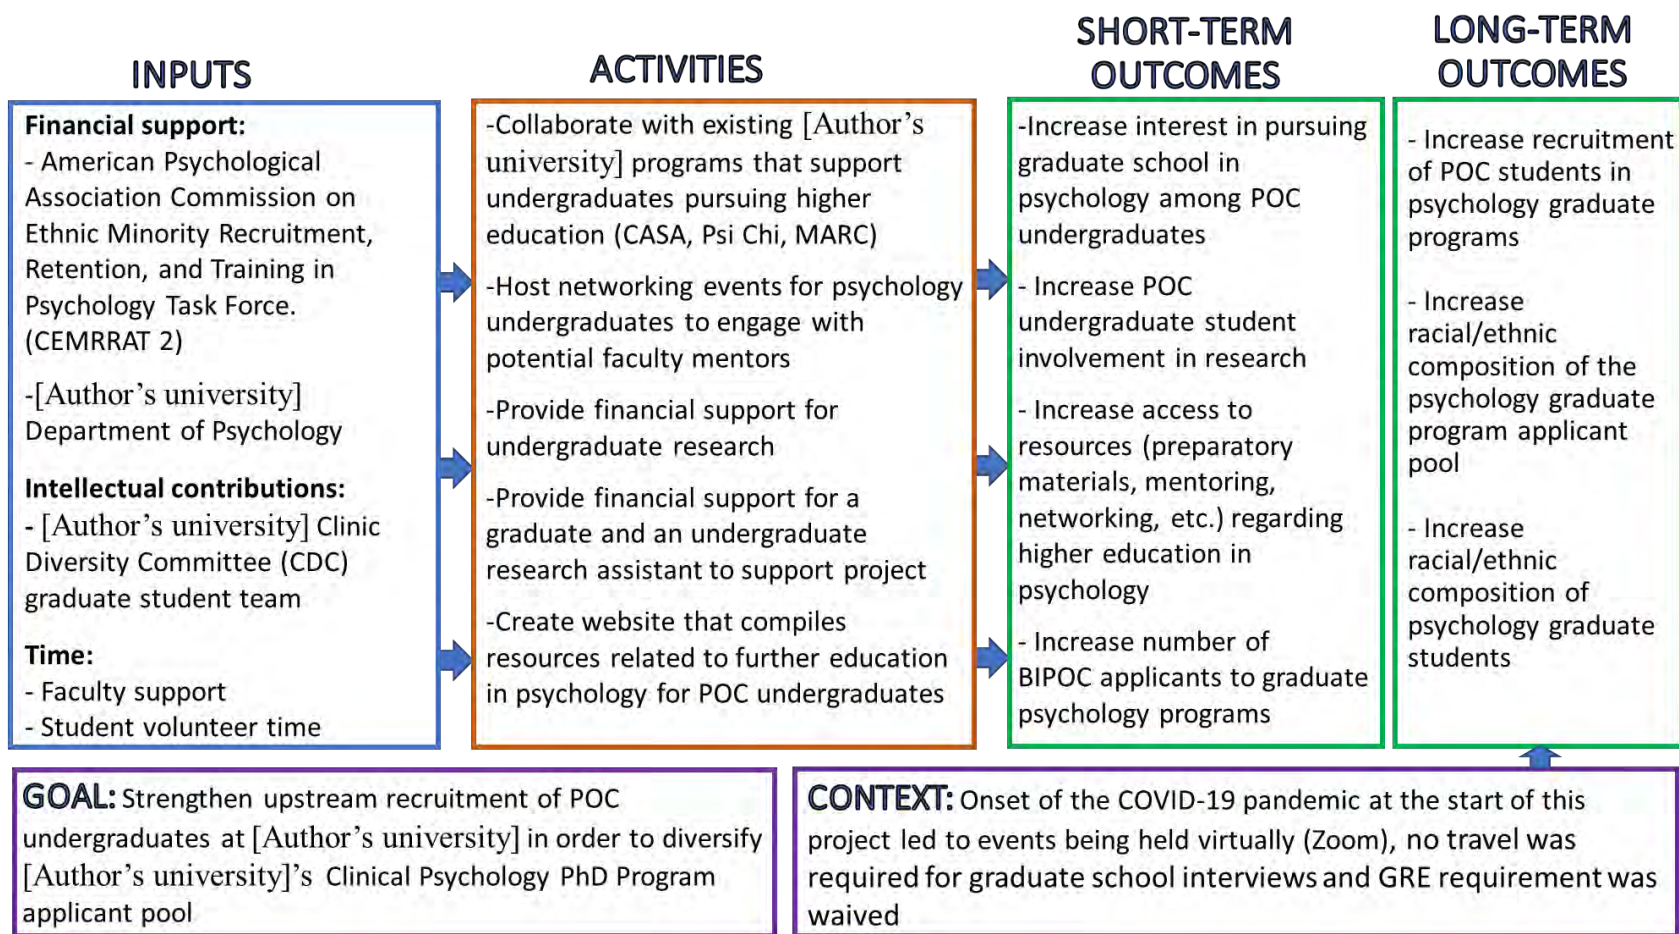 INPUTS
Financial support:
- American Psychological
Association Commission on
Ethnic Minority Recruitment,
Retention, and Training in
Psychology Task Force.
(CEMRRAT 2)
-[Author's university]
Department of Psychology
Intellectual contributions:
- [Author's university] Clinic
Diversity Committee (CDC)
graduate student team
Time:
- Faculty support
- Student volunteer time
ACTIVITIES
-Collaborate with existing [Author's
university] programs that support
undergraduates pursuing higher
education (CASA, Psi Chi, MARC)
-Host networking events for psychology
undergraduates to engage with
potential faculty mentors
-Provide financial support for
undergraduate research
-Provide financial support for a
graduate and an undergraduate
research assistant to support project
-Create website that compiles
resources related to further education
in psychology for POC undergraduates
SHORT-TERM
OUTCOMES
-Increase interest in pursuing
graduate school in
psychology among POC
undergraduates
- Increase POC
undergraduate student
involvement in research
- Increase access to
resources (preparatory
materials, mentoring,
networking, etc.) regarding
higher education in
psychology
- Increase number of
BIPOC applicants to graduate
psychology programs
LONG-TERM
OUTCOMES
- Increase recruitment
of POC students in
psychology graduate
programs
- Increase
racial/ethnic
composition of the
psychology graduate
program applicant
pool
- Increase
racial/ethnic
composition of
psychology graduate
students
GOAL: Strengthen upstream recruitment of POC
undergraduates at [Author's university] in order to diversify
[Author's university]'s Clinical Psychology PhD Program
applicant pool
CONTEXT: Onset of the COVID-19 pandemic at the start of this
project led to events being held virtually (Zoom), no travel was
required for graduate school interviews and GRE requirement was
waived